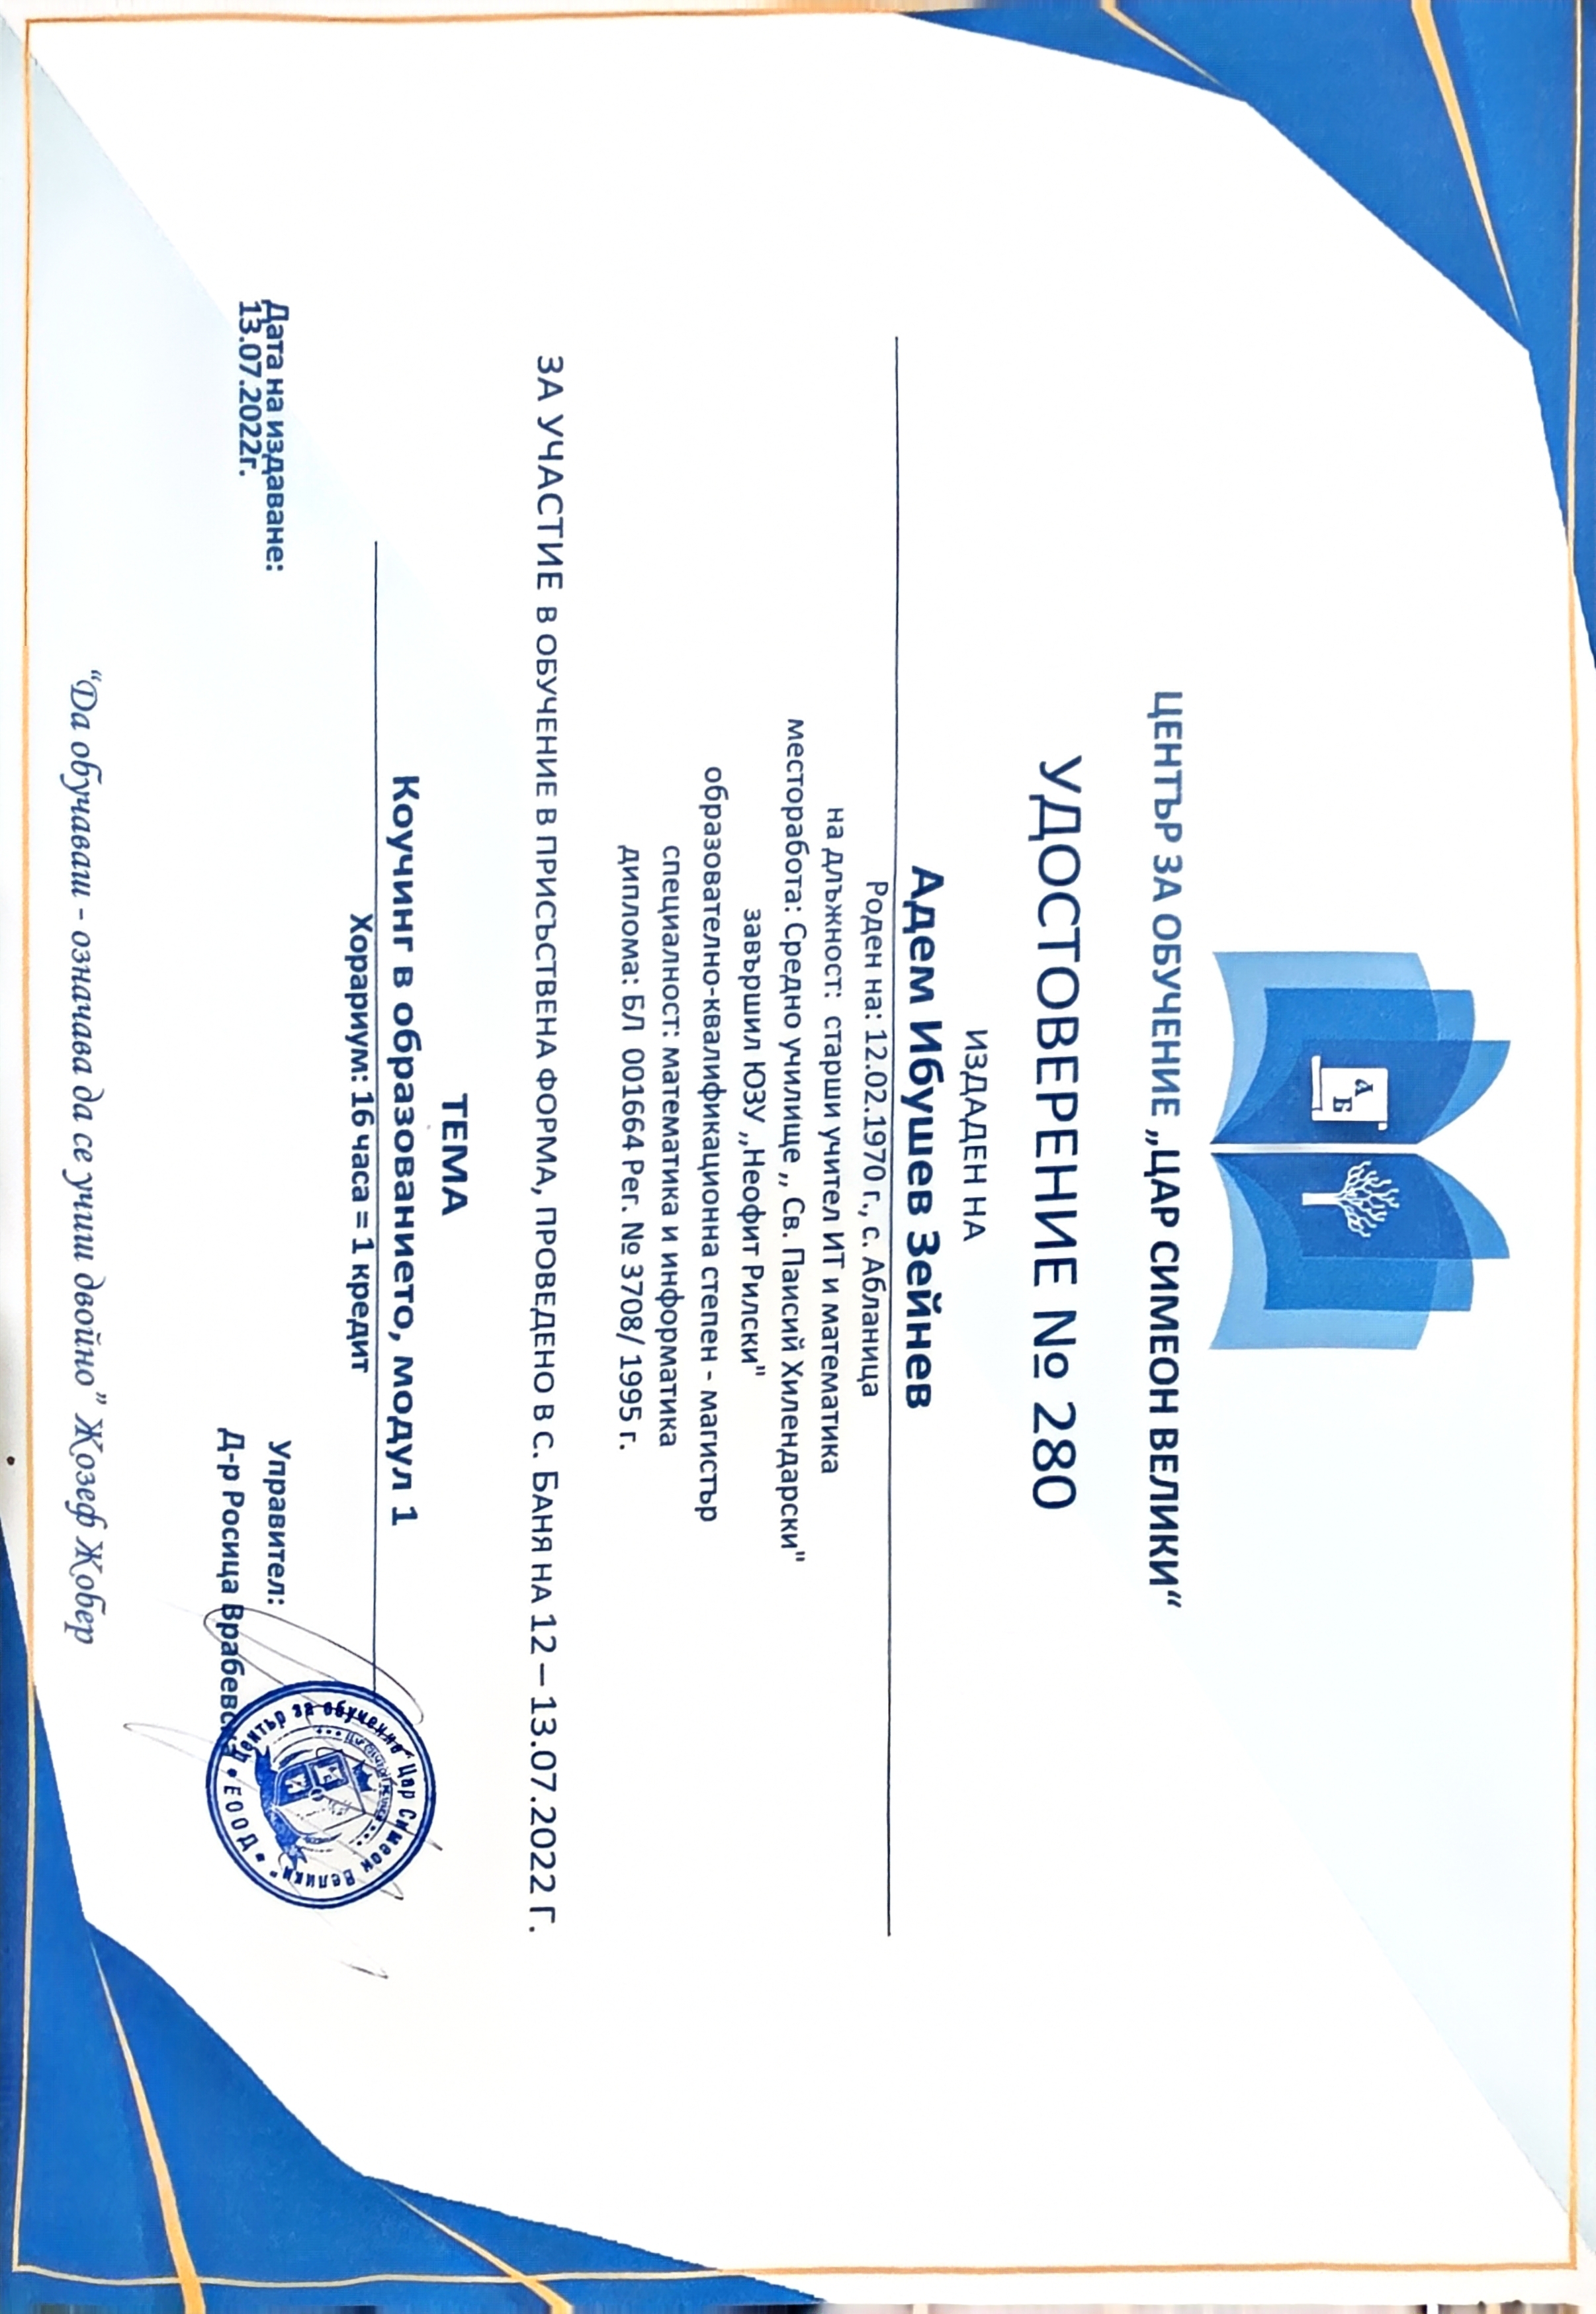 А
Б
ЦЕНТЪР ЗА ОБУЧЕНИЕ „ЦАР СИМЕОН ВЕЛИКИ“
УДОСТОВЕРЕНИЕ № 280
ИЗДАДЕН НА
Адем Ибушев Зейнев
Роден на: 12.02.1970 г., с. Абланица
на длъжност: старши учител ИТ и математика
месторабота: Средно училище ,, Св. Паисий Хилендарски"
завършил ЮЗУ ,,Неофит Рилски"
образователно-квалификационна степен - магистър
специалност: математика и информатика
диплома: БЛ 001664 Рег. № 3708/ 1995 г.
ЗА УЧАСТИЕ В ОБУЧЕНИЕ В ПРИСЪСТВЕНА ФОРМА, ПРОВЕДЕНО В С. БАНЯ НА 12 – 13.07.2022 Г.
ТЕМА
Коучинг в образованието, модул 1
Хорариум: 16 часа = 1 кредит
Дата на издаване:
13.07.2022г.
Управител:
Д-р Росица Врабевска
Център за обучение "Цар Симеон Велики" • ЕООД •
“Да обучаваш - означава да се учиш двойно” Жозеф Жобер